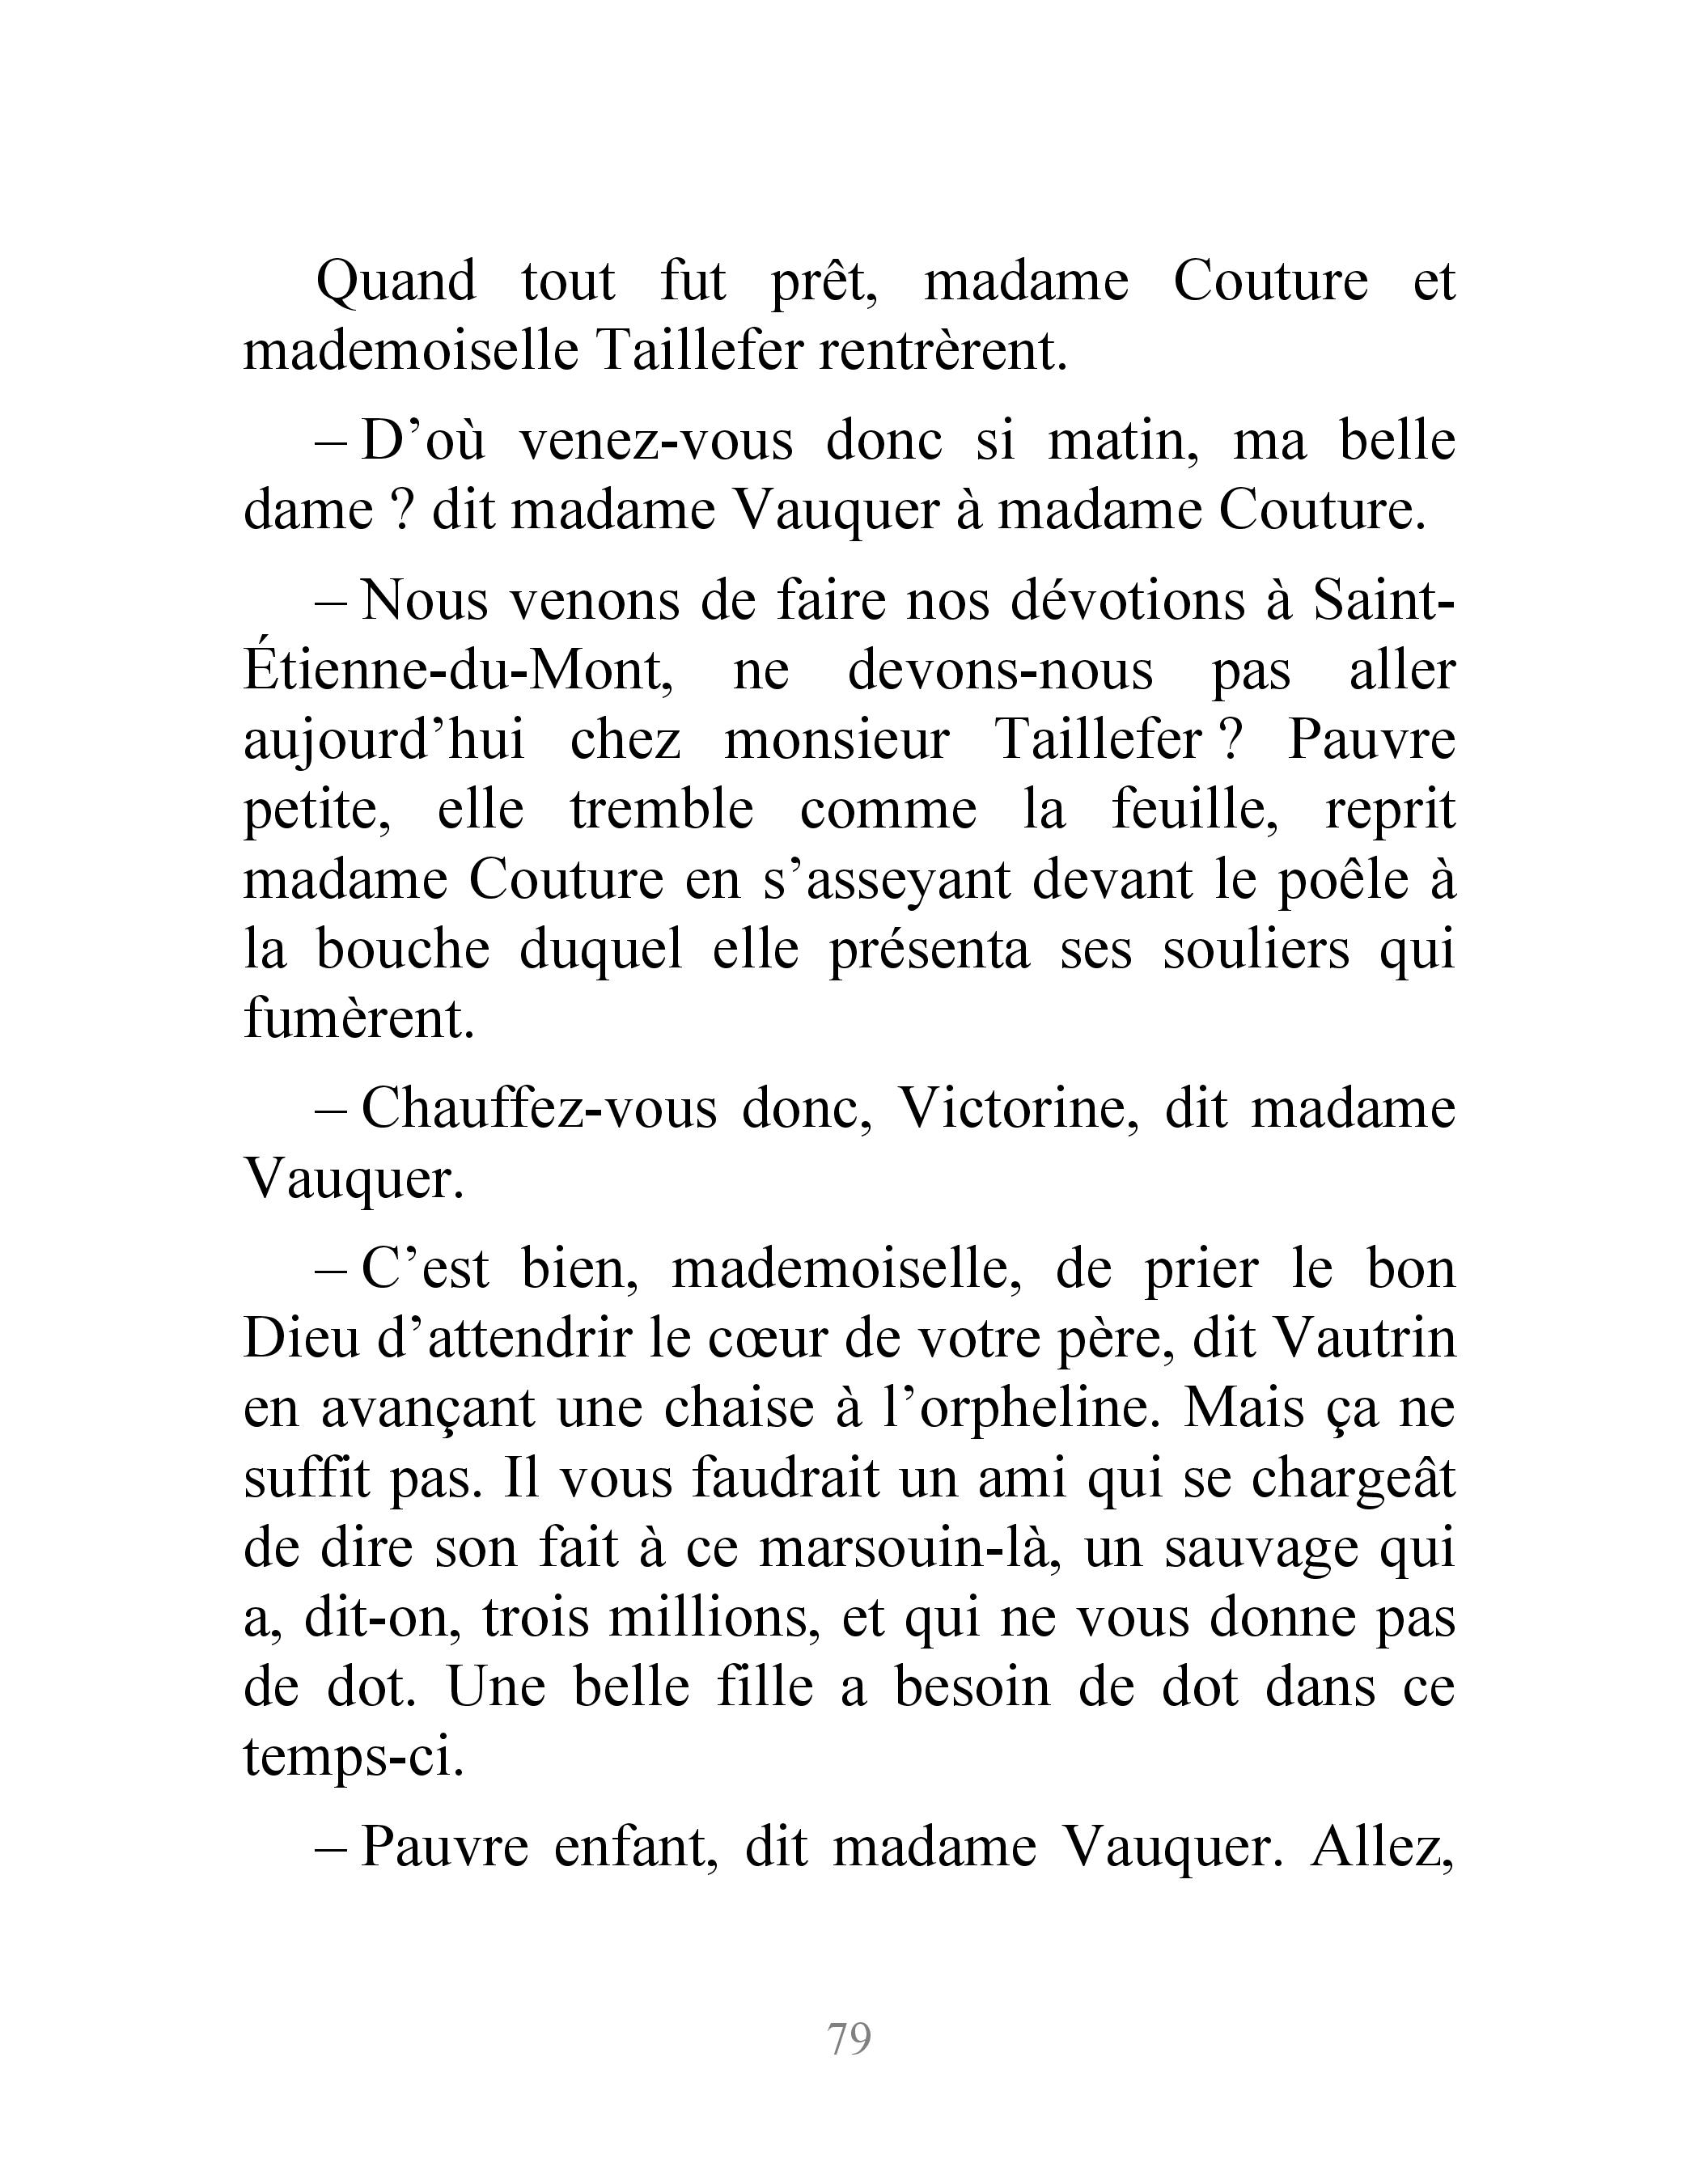 Quand tout fut prêt, madame Couture et
mademoiselle Taillefer rentrèrent.
– D’où venez-vous donc si matin, ma belle
dame ? dit madame Vauquer à madame Couture.
– Nous venons de faire nos dévotions à Saint-
Étienne-du-Mont, ne devons-nous pas aller
aujourd’hui chez monsieur Taillefer ? Pauvre
petite, elle tremble comme la feuille, reprit
madame Couture en s’asseyant devant le poêle à
la bouche duquel elle présenta ses souliers qui
fumèrent.
– Chauffez-vous donc, Victorine, dit madame
Vauquer.
– C’est bien, mademoiselle, de prier le bon
Dieu d’attendrir le cœur de votre père, dit Vautrin
en avançant une chaise à l’orpheline. Mais ça ne
suffit pas. Il vous faudrait un ami qui se chargeât
de dire son fait à ce marsouin-là, un sauvage qui
a, dit-on, trois millions, et qui ne vous donne pas
de dot. Une belle fille a besoin de dot dans ce
temps-ci.
– Pauvre enfant, dit madame Vauquer. Allez,
79